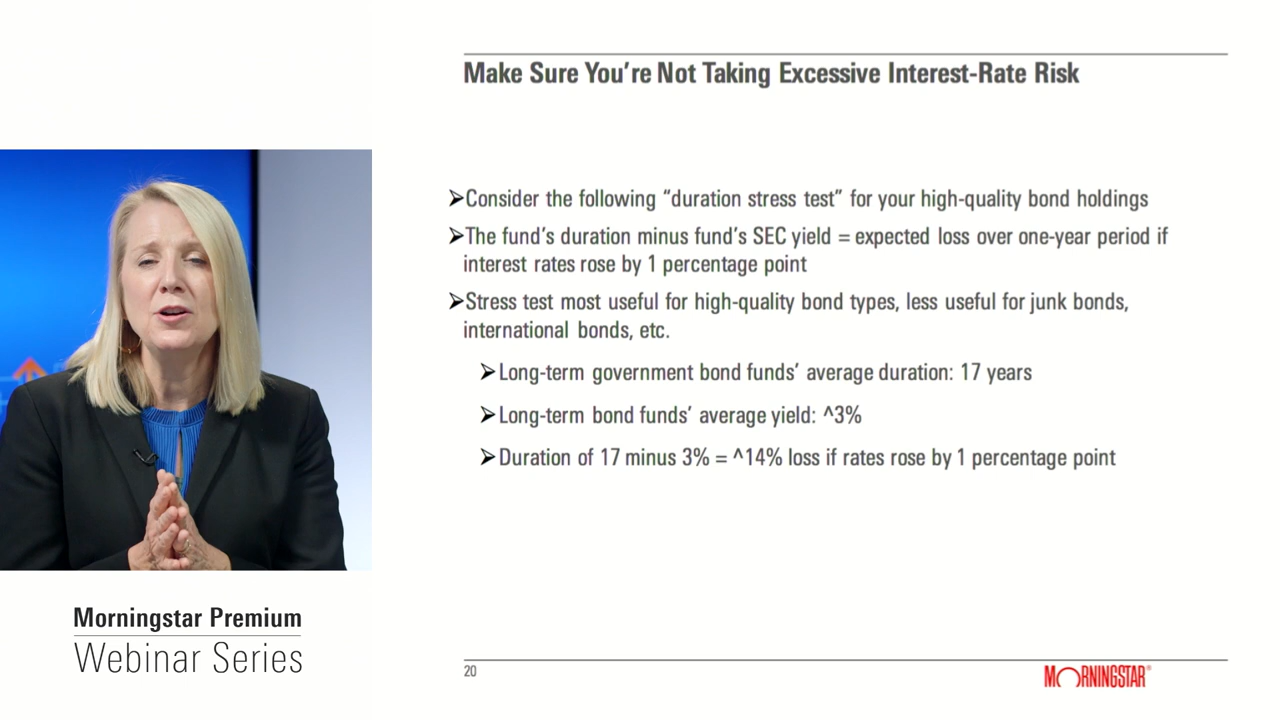 Make Sure You're Not Taking Excessive Interest-Rate Risk
➢Consider the following “duration stress test” for your high-quality bond holdings
➢The fund's duration minus fund's SEC yield = expected loss over one-year period if
interest rates rose by 1 percentage point
➢Stress test most useful for high-quality bond types, less useful for junk bonds,
international bonds, etc.
➢Long-term government bond funds' average duration: 17 years
➢Long-term bond funds' average yield: ^3%
➢Duration of 17 minus 3% = ^14% loss if rates rose by 1 percentage point
Morningstar Premium
Webinar Series
20
MORNINGSTAR®